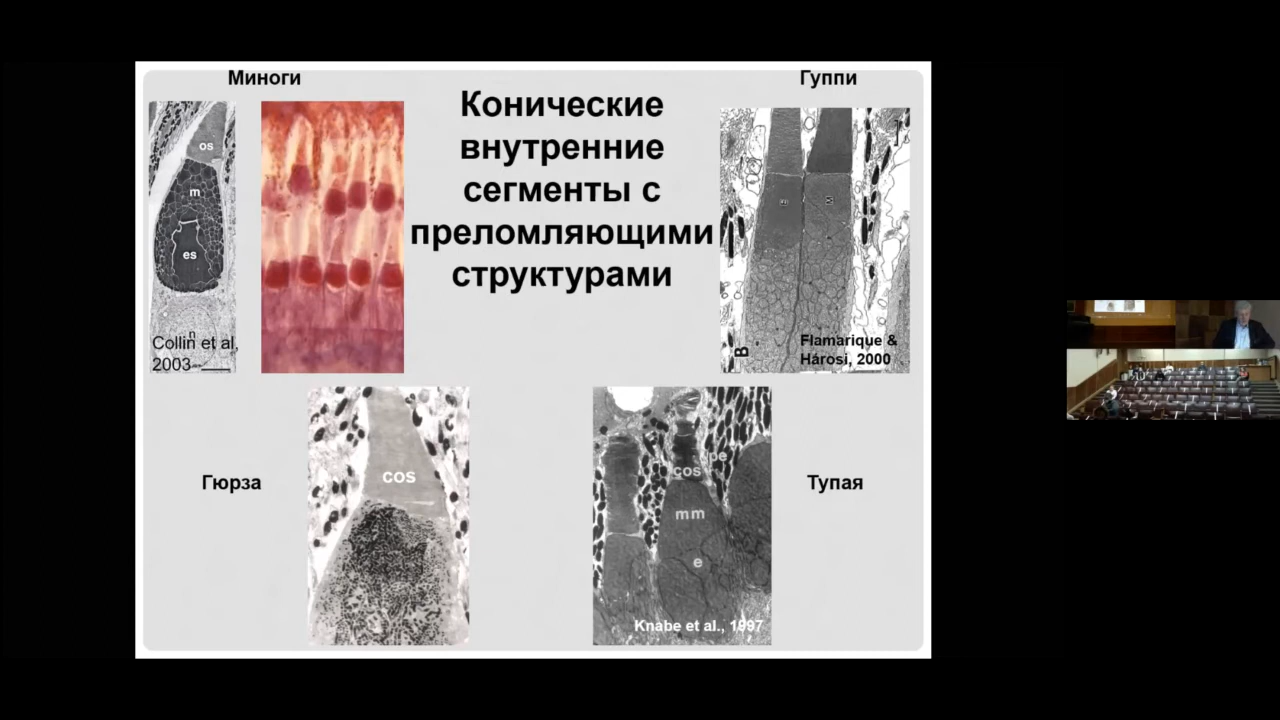 Миноги
Гуппи
Конические
внутренние
сегменты с
преломляющими
структурами
os
m
es
n
Collin et al,
2003
B
Flamarique &
Hárosi, 2000
Гюрза
cos
cos
pe
mm
e
Knabe et al., 1997
Тупая